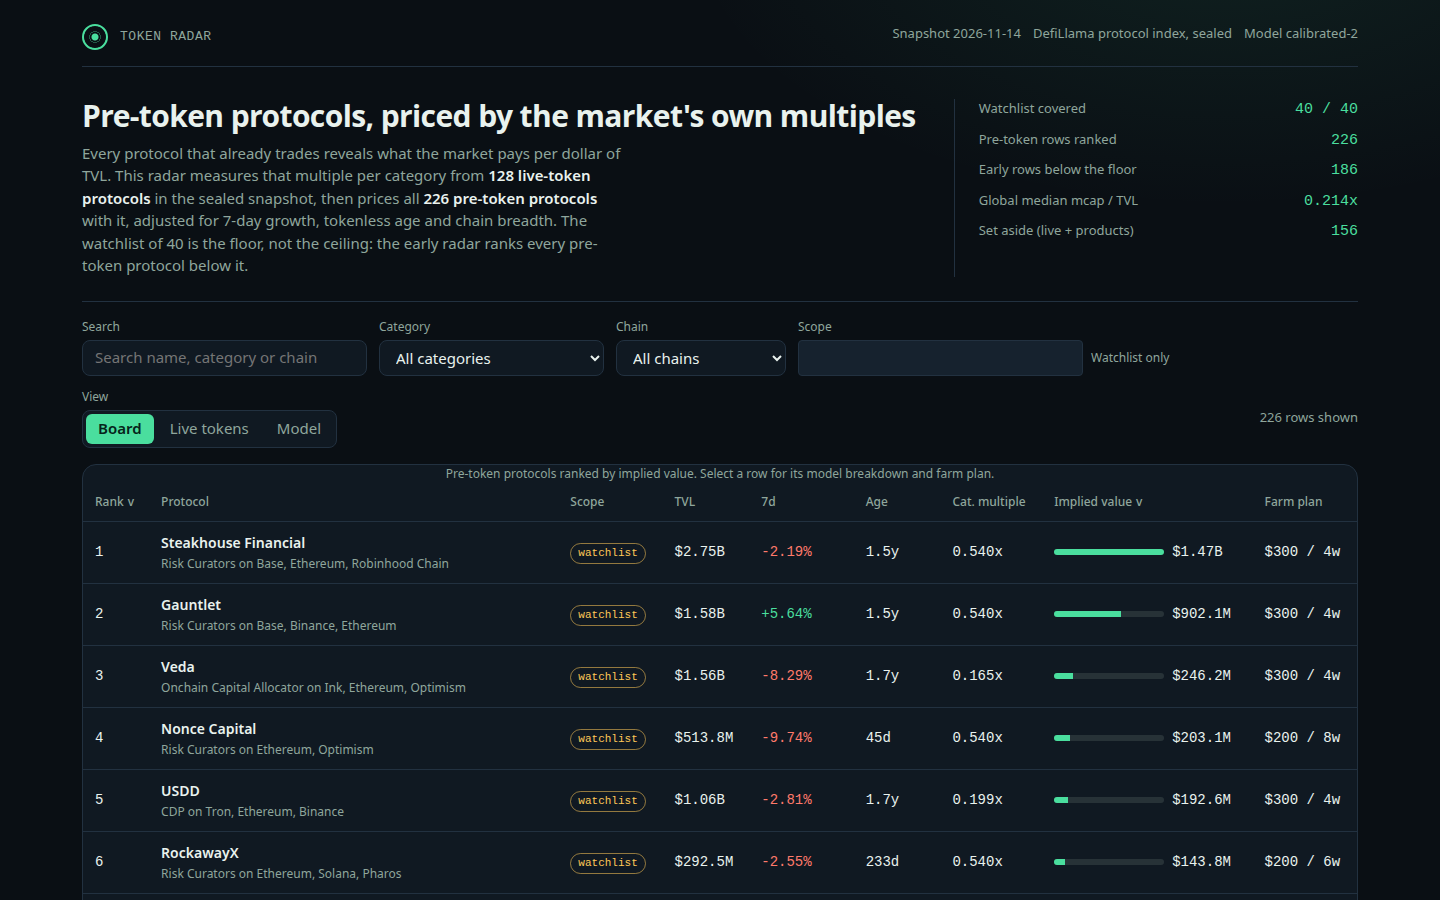 TOKEN RADAR
Snapshot 2026-11-14 DefiLlama protocol index, sealed Model calibrated-2
Pre-token protocols, priced by the market's own multiples
Every protocol that already trades reveals what the market pays per dollar of
TVL. This radar measures that multiple per category from 128 live-token
protocols in the sealed snapshot, then prices all 226 pre-token protocols
with it, adjusted for 7-day growth, tokenless age and chain breadth. The
watchlist of 40 is the floor, not the ceiling: the early radar ranks every pre-
token protocol below it.
Watchlist covered 40 / 40
Pre-token rows ranked 226
Early rows below the floor 186
Global median mcap / TVL 0.214x
Set aside (live + products) 156
Search Category Chain Scope
Search name, category or chain All categories All chains Watchlist only
View
Board Live tokens Model 226 rows shown
Pre-token protocols ranked by implied value. Select a row for its model breakdown and farm plan.
Rank v Protocol Scope TVL 7d Age Cat. multiple Implied value v Farm plan
1 Steakhouse Financial watchlist $2.75B -2.19% 1.5y 0.540x $1.47B $300 / 4w
Risk Curators on Base, Ethereum, Robinhood Chain
2 Gauntlet watchlist $1.58B +5.64% 1.5y 0.540x $902.1M $300 / 4w
Risk Curators on Base, Binance, Ethereum
3 Veda watchlist $1.56B -8.29% 1.7y 0.165x $246.2M $300 / 4w
Onchain Capital Allocator on Ink, Ethereum, Optimism
4 Nonce Capital watchlist $513.8M -9.74% 45d 0.540x $203.1M $200 / 8w
Risk Curators on Ethereum, Optimism
5 USDD watchlist $1.06B -2.81% 1.7y 0.199x $192.6M $300 / 4w
CDP on Tron, Ethereum, Binance
6 RockawayX watchlist $292.5M -2.55% 233d 0.540x $143.8M $200 / 6w
Risk Curators on Ethereum, Solana, Pharos